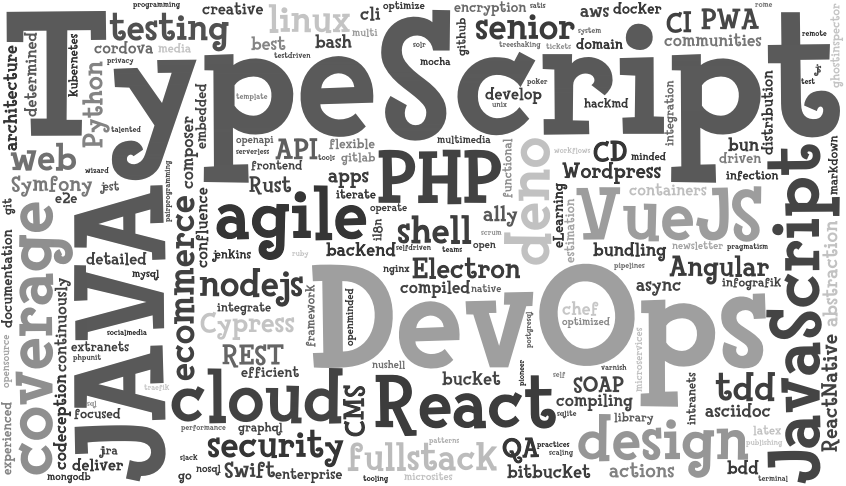 programming
creative
linux
cli
optimize
encryption
satis
aws
docker
rome
TypeScript
testing
cordova
media
best
bash
multi
testdriven
sojr
github
senior
treeshaking
tickets
system
domain
CI
PWA
communities
remote
ghostinspector
architecture
determined
kubernetes
privacy
Python
talented
mocha
template
embedded
composer
poker
develop
unix
hackmd
integration
distribution
test
web
Symfony
wizard
e2e
jest
pairprogramming
openapi
serverless
API
tools
frontend
flexible
gitlab
multimedia
PHP
functional
deno
workflows
CD
minded
Wordpress
bun
driven
infection
markdown
Rust
apps
iterate
operate
git
documentation
coverage
JAVA
detailed
mysql
continuously
confluence
ecommerce
agile
jenkins
ruby
backend
i18n
shell
selfdriven
teams
scrum
open
ally
eLearning
estimation
containers
VueJS
bundling
newsletter
pragmatism
pipelines
JavaScript
abstraction
nodejs
integrate
Cypress
framework
openminded
nginx
Electron
compiled
native
DevOps
chef
optimized
postgresql
async
Angular
infografik
socialmedia
extranets
phpunit
opensource
REST
efficient
nushell
microservices
varnish
traefik
sql
focused
codeception
experienced
cloud
CMS
React
bucket
pioneer
self
SOAP
compiling
sqlite
library
intranets
tdd
asciidoc
ReactNative
performance
graphql
security
slack
nosql
go
Swift
enterprise
patterns
fullstacks
tooling
microsites
QA
practices
scaling
bitbucket
design
actions
latex
publishing
bdd
terminal
jra
deliver
mongodb